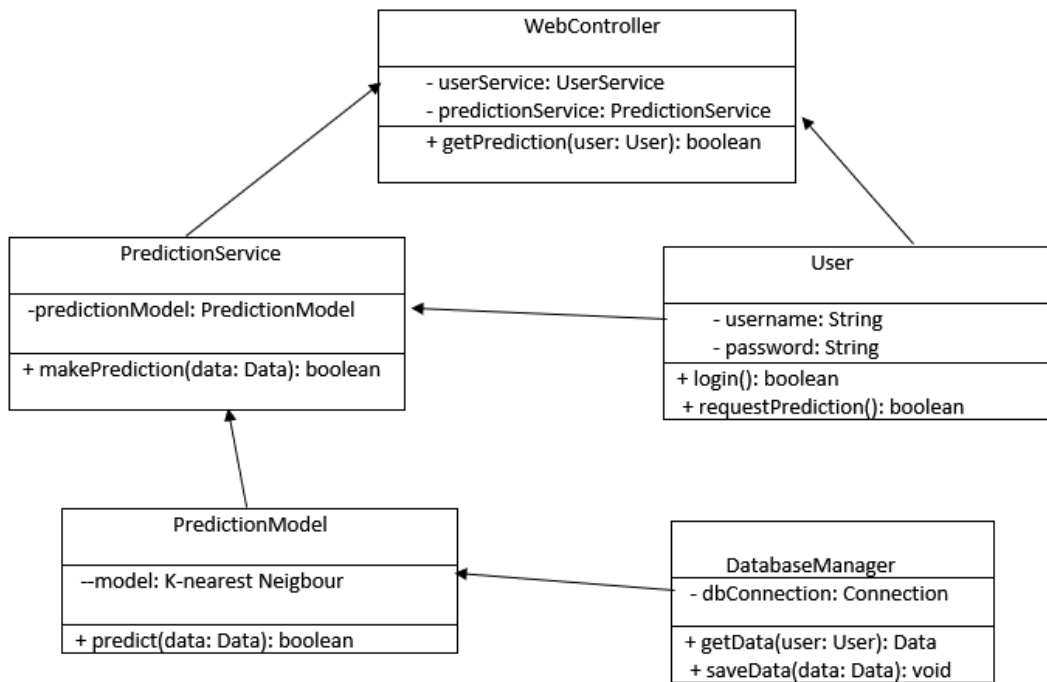 WebController
- userService: UserService
- predictionService: PredictionService
+ getPrediction(user: User): boolean
PredictionService
-predictionModel: PredictionModel
+ makePrediction(data: Data): boolean
User
- username: String
- password: String
+ login(): boolean
+ requestPrediction(): boolean
PredictionModel
--model: K-nearest Neigbour
+ predict(data: Data): boolean
DatabaseManager
- dbConnection: Connection
+ getData(user: User): Data
+ saveData(data: Data): void